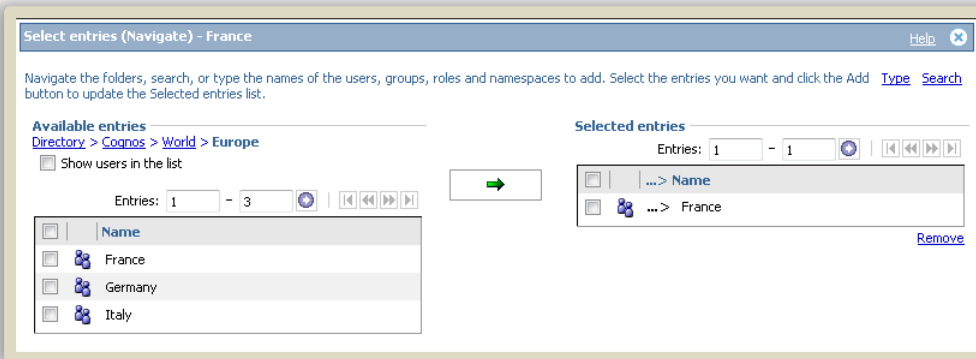 Select entries (Navigate) - France
Help
Navigate the folders, search, or type the names of the users, groups, roles and namespaces to add. Select the entries you want and click the Add Type Search
button to update the Selected entries list.
Available entries
Directory > Cognos > World > Europe
Show users in the list
Entries: 1 - 3
Name
France
Germany
Italy
Selected entries
Entries: 1 - 1
...> Name
...> France
Remove